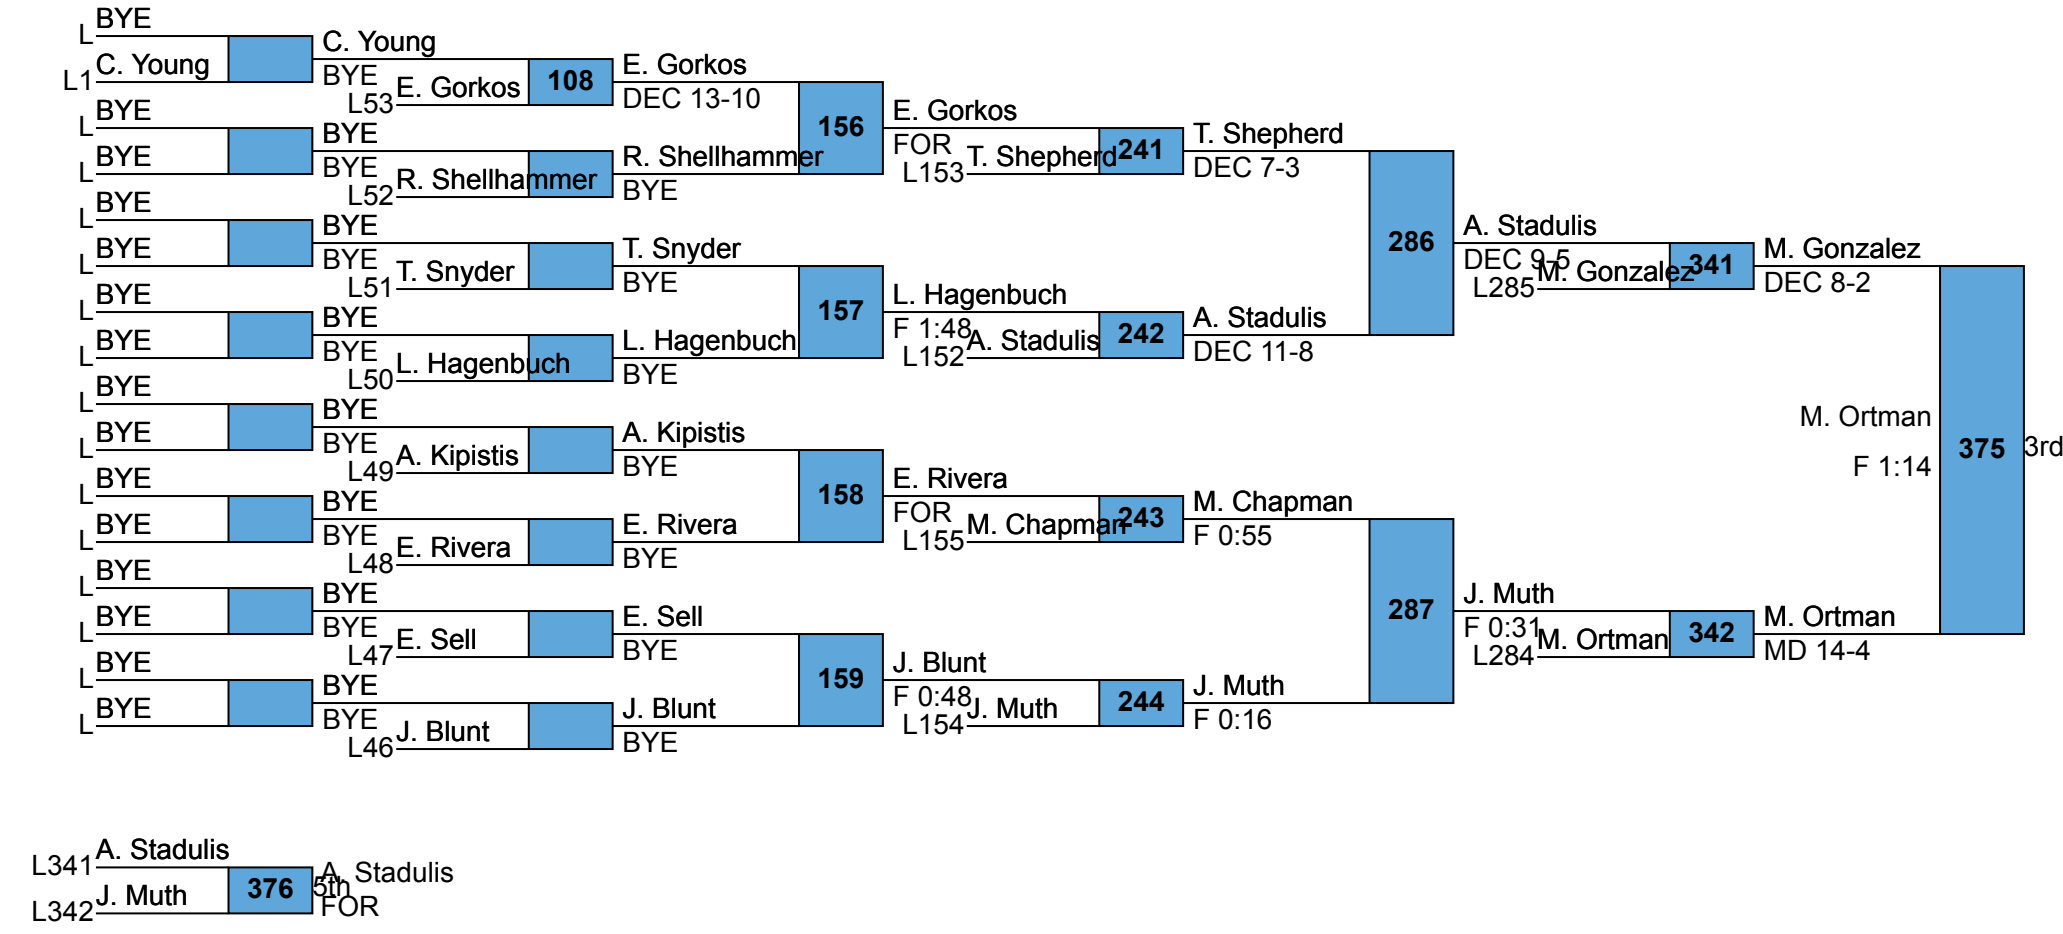 BYE
L
C. Young
L1
C. Young
BYE
L53
E. Gorkos
108
E. Gorkos
DEC 13-10
BYE
L
BYE
L
BYE
BYE
L52
R. Shellhammer
R. Shellhammer
BYE
156
E. Gorkos
FOR
L153
T. Shepherd
241
T. Shepherd
DEC 7-3
BYE
L
BYE
L
BYE
BYE
L51
T. Snyder
T. Snyder
BYE
BYE
L
BYE
L
BYE
BYE
L50
L. Hagenbuch
L. Hagenbuch
BYE
157
L. Hagenbuch
F 1:48
L152
A. Stadulis
242
A. Stadulis
DEC 11-8
286
A. Stadulis
DEC 9-5
L285
M. Gonzalez
341
M. Gonzalez
DEC 8-2
BYE
L
BYE
L
BYE
BYE
L49
A. Kipistis
A. Kipistis
BYE
BYE
L
BYE
L
BYE
BYE
L48
E. Rivera
E. Rivera
BYE
158
E. Rivera
FOR
L155
M. Chapman
243
M. Chapman
F 0:55
BYE
L
BYE
L
BYE
BYE
L47
E. Sell
E. Sell
BYE
BYE
L
BYE
L
BYE
BYE
L46
J. Blunt
J. Blunt
BYE
159
J. Blunt
F 0:48
L154
J. Muth
244
J. Muth
F 0:16
287
J. Muth
F 0:31
L284
M. Ortman
342
M. Ortman
MD 14-4
M. Ortman
F 1:14
375
3rd
L341
A. Stadulis
L342
J. Muth
376
5th
A. Stadulis
FOR